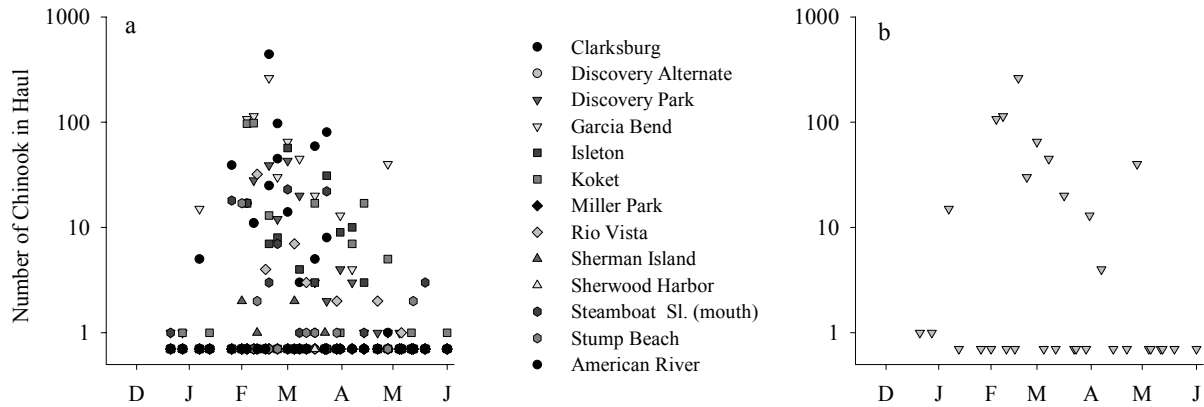 Number of Chinook in Haul
1000
100
10
1
a
D J F M A M J
Clarksburg
Discovery Alternate
Discovery Park
Garcia Bend
Isleton
Koket
Miller Park
Rio Vista
Sherman Island
Sherwood Harbor
Steamboat Sl. (mouth)
Stump Beach
American River
1000
100
10
1
b
D J F M A M J